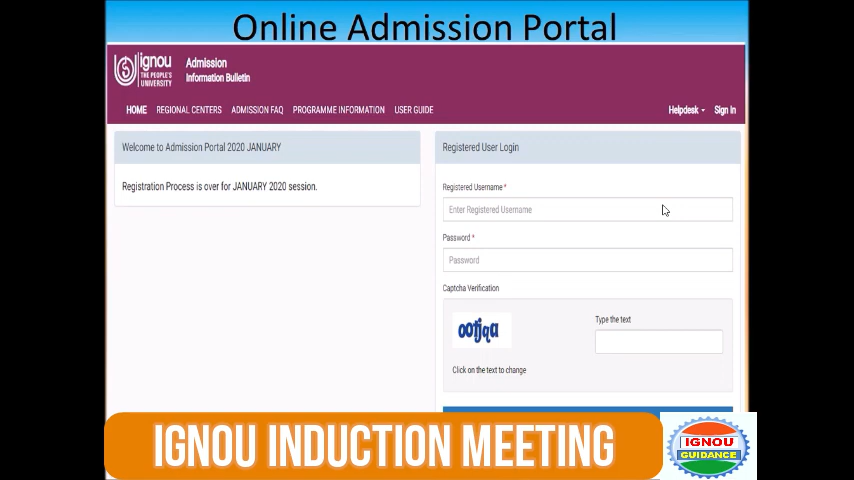 Online Admission Portal
ignou
THE PEOPLE'S
UNIVERSITY
Admission
Information Bulletin
HOME REGIONAL CENTERS ADMISSION FAQ PROGRAMME INFORMATION USER GUIDE Helpdesk Sign In
Welcome to Admission Portal 2020 JANUARY
Registration Process is over for JANUARY 2020 session.
Registered User Login
Registered Username*
Enter Registered Username
Password *
Password
Captcha Verification
ootjqa
Type the text
Click on the text to change
IGNOU INDUCTION MEETING
IGNOU
GUIDANCE